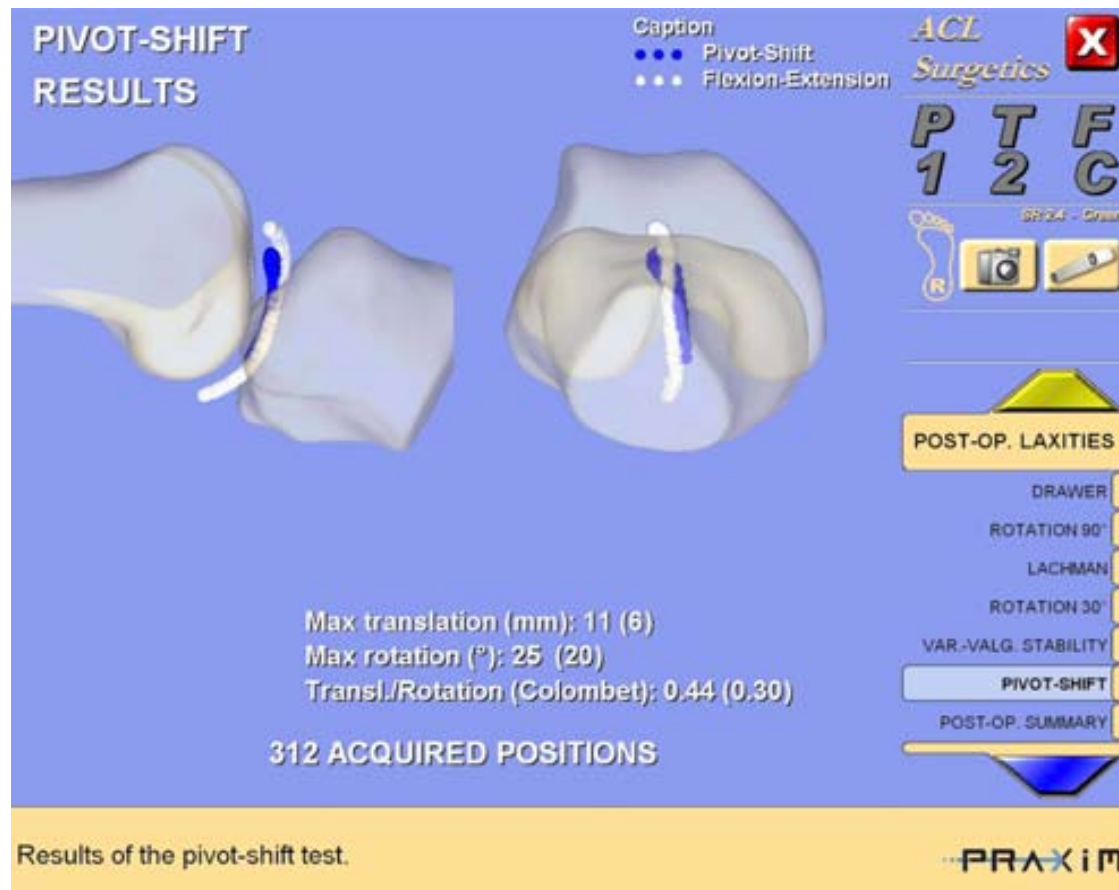 PIVOT-SHIFT
RESULTS
Caption
Pivot-Shift
Flexion-Extension
ACL
Surgetics
X
P T F
1 2 C
R
POST-OP. LAXITIES
DRAWER
ROTATION 90°
LACHMAN
ROTATION 30°
VAR.-VALG. STABILITY
PIVOT-SHIFT
POST-OP. SUMMARY
Max translation (mm): 11 (6)
Max rotation (°): 25 (20)
Transl./Rotation (Colombet): 0.44 (0.30)
312 ACQUIRED POSITIONS
Results of the pivot-shift test.
PRAXiM